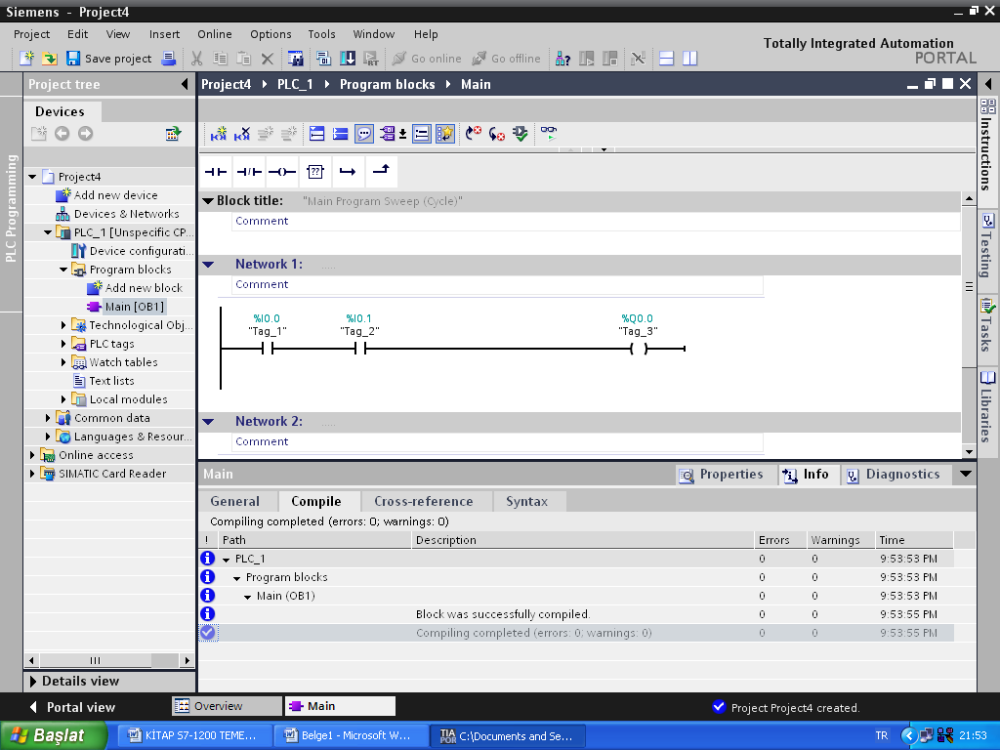 Siemens - Project4
Project Edit View Insert Online Options Tools Window Help
Totally Integrated Automation
PORTAL
Save project Go online Go offline
Project tree
Project4 PLC_1 Program blocks Main
Devices
PLC Programming
Project4
Add new device
Devices & Networks
PLC_1 [Unspecific CP...
Device configurati...
Program blocks
Add new block
Main [OB1]
Technological Obj...
PLC tags
Watch tables
Text lists
Local modules
Common data
Languages & Resour...
Online access
SIMATIC Card Reader
Details view
Block title: "Main Program Sweep (Cycle)"
Comment
Network 1: .....
Comment
%I0.0 %I0.1 %Q0.0
"Tag_1" "Tag_2" "Tag_3"
Network 2: .....
Comment
Instructions
Testing
Tasks
Libraries
Main Properties Info Diagnostics
General Compile Cross-reference Syntax
Compiling completed (errors: 0; warnings: 0)
! Path Description Errors Warnings Time
PLC_1 0 0 9:53:53 PM
Program blocks 0 0 9:53:53 PM
Main (OB1) 0 0 9:53:53 PM
Block was successfully compiled. 0 0 9:53:55 PM
Compiling completed (errors: 0; warnings: 0) 0 0 9:53:55 PM
Portal view Overview Main Project Project4 created.
Başlat KİTAP S7-1200 TEME... Belge1 - Microsoft W... TIA POR C:\Documents and Se... TR 21:53